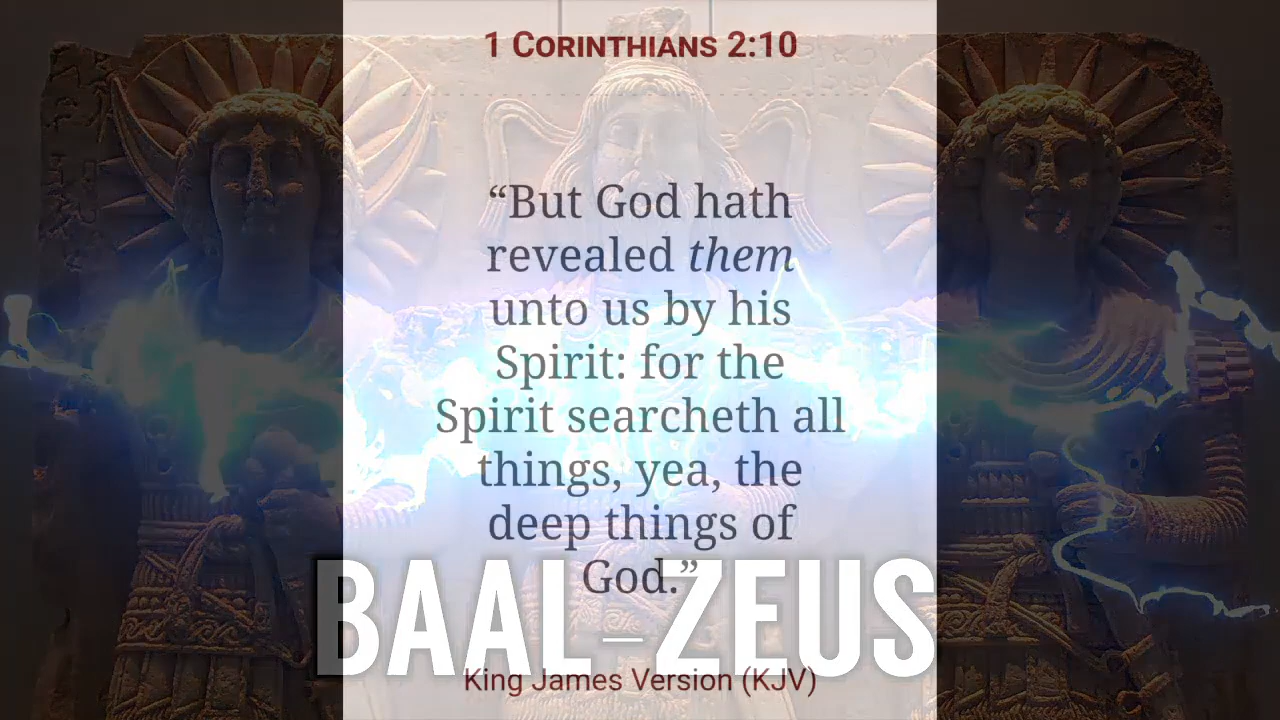 1 Corinthians 2:10
“But God hath
revealed them
unto us by his
Spirit: for the
Spirit searcheth all
things, yea, the
deep things of
God.”
BAAL-ZEUS
King James Version (KJV)